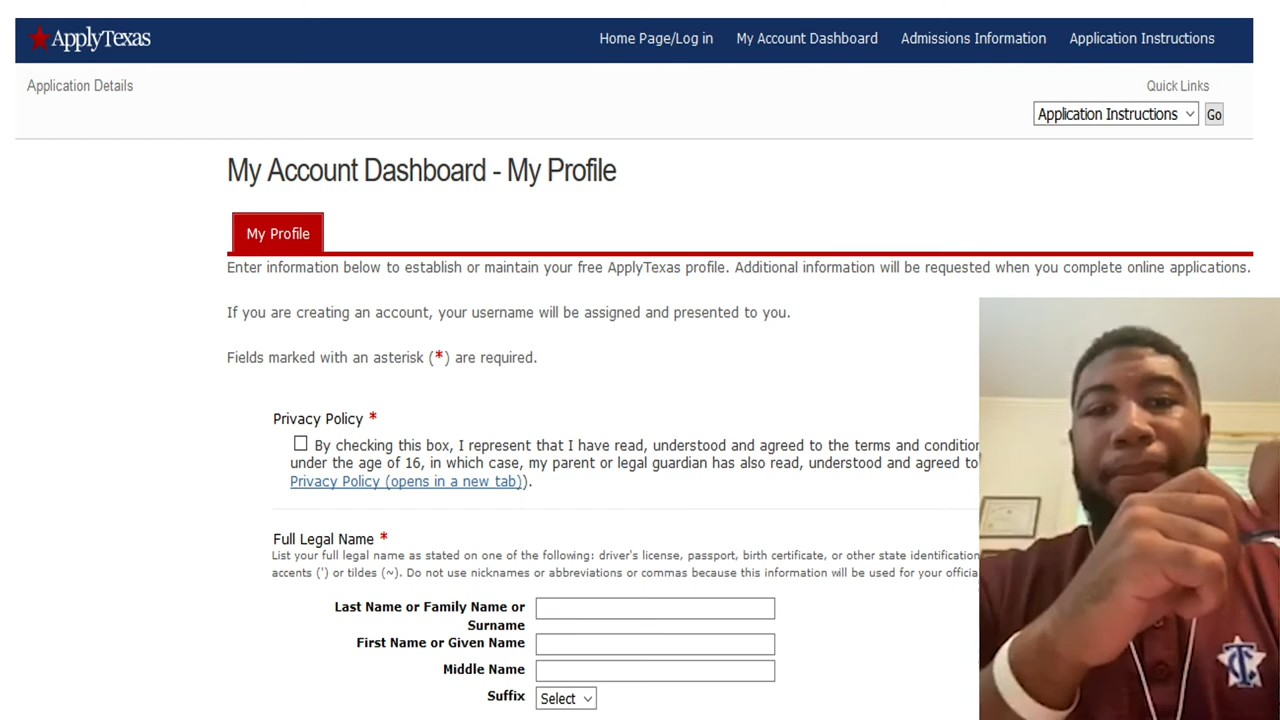 ApplyTexas
Home Page/Log in My Account Dashboard Admissions Information Application Instructions
Application Details
Quick Links
Application Instructions Go
My Account Dashboard - My Profile
My Profile
Enter information below to establish or maintain your free ApplyTexas profile. Additional information will be requested when you complete online applications.
If you are creating an account, your username will be assigned and presented to you.
Fields marked with an asterisk (*) are required.
Privacy Policy *
By checking this box, I represent that I have read, understood and agreed to the terms and condition
under the age of 16, in which case, my parent or legal guardian has also read, understood and agreed to
Privacy Policy (opens in a new tab)).
Full Legal Name *
List your full legal name as stated on one of the following: driver's license, passport, birth certificate, or other state identification
accents (') or tildes (~). Do not use nicknames or abbreviations or commas because this information will be used for your officia
Last Name or Family Name or
Surname
First Name or Given Name
Middle Name
Suffix Select